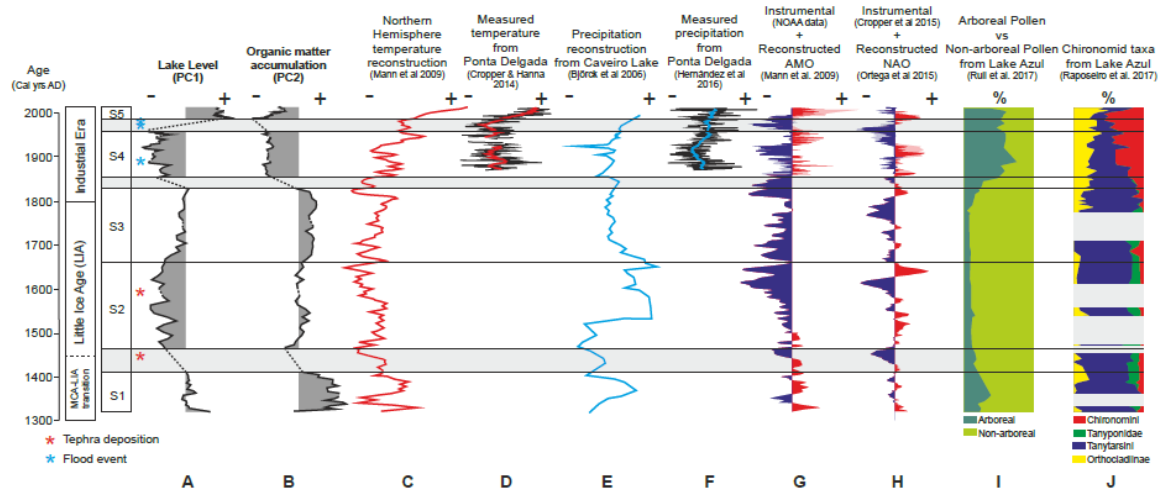 Age
(Cal yrs AD)
Lake Level
(PC1)
Organic matter
accumulation (PC2)
Northern
Hemisphere
temperature
reconstruction
(Mann et al 2009)
Measured
temperature
from
Ponta Delgada
(Cropper & Hanna
2014)
Precipitation
reconstruction
from Caveiro Lake
(Björck et al 2006)
Measured
precipitation
from
Ponta Delgada
(Hernández et al
2016)
Instrumental
(NOAA data)
+
Reconstructed
AMO
(Mann et al. 2009)
Instrumental
(Cropper et al 2015)
+
Reconstructed
NAO
(Ortega et al 2015)
Arboreal Pollen
vs
Non-arboreal Pollen
from Lake Azul
(Rull et al. 2017)
Chironomid taxa
from Lake Azul
(Raposeiro et al. 2017)
- + - + - + - + - + - + - + - + % %
2000
1900
1800
1700
1600
1500
1400
1300
Industrial Era
Little Ice Age (LIA)
MCA-LIA
transition
S5
S4
S3
S2
S1
* Tephra deposition
* Flood event
Arboreal
Non-arboreal
Chironomini
Tanyponidae
Tanytarsini
Orthocladiinae
A B C D E F G H I J